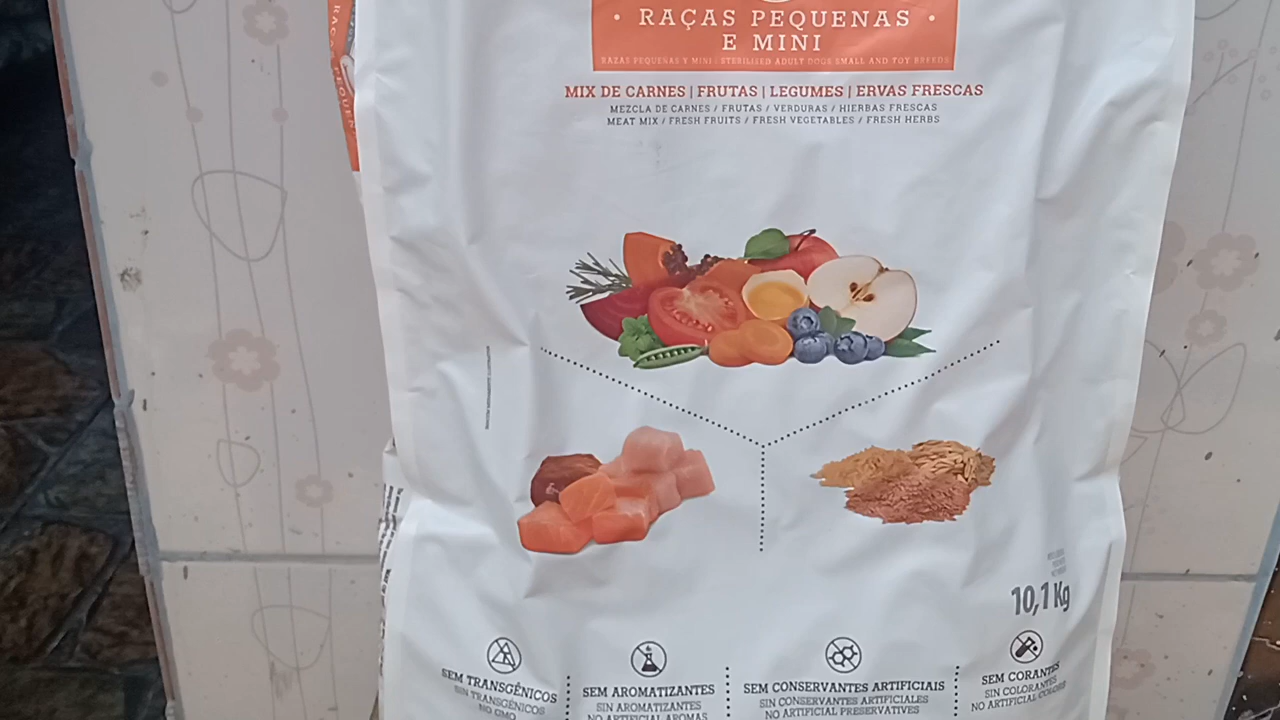 • RAÇAS PEQUENAS •
E MINI
RAZAS PEQUENAS Y MINI / STERILISED ADULT DOGS SMALL AND TOY BREEDS
MIX DE CARNES | FRUTAS | LEGUMES | ERVAS FRESCAS
MEZCLA DE CARNES / FRUTAS / VERDURAS / HIERBAS FRESCAS
MEAT MIX / FRESH FRUITS / FRESH VEGETABLES / FRESH HERBS
10,1 Kg
SEM TRANSGÊNICOS
SIN TRANSGÉNICOS
NO GMO
SEM AROMATIZANTES
SIN AROMATIZANTES
NO ARTIFICIAL AROMAS
SEM CONSERVANTES ARTIFICIAIS
SIN CONSERVANTES ARTIFICIALES
NO ARTIFICIAL PRESERVATIVES
SEM CORANTES
SIN COLORANTES
NO ARTIFICIAL COLORS